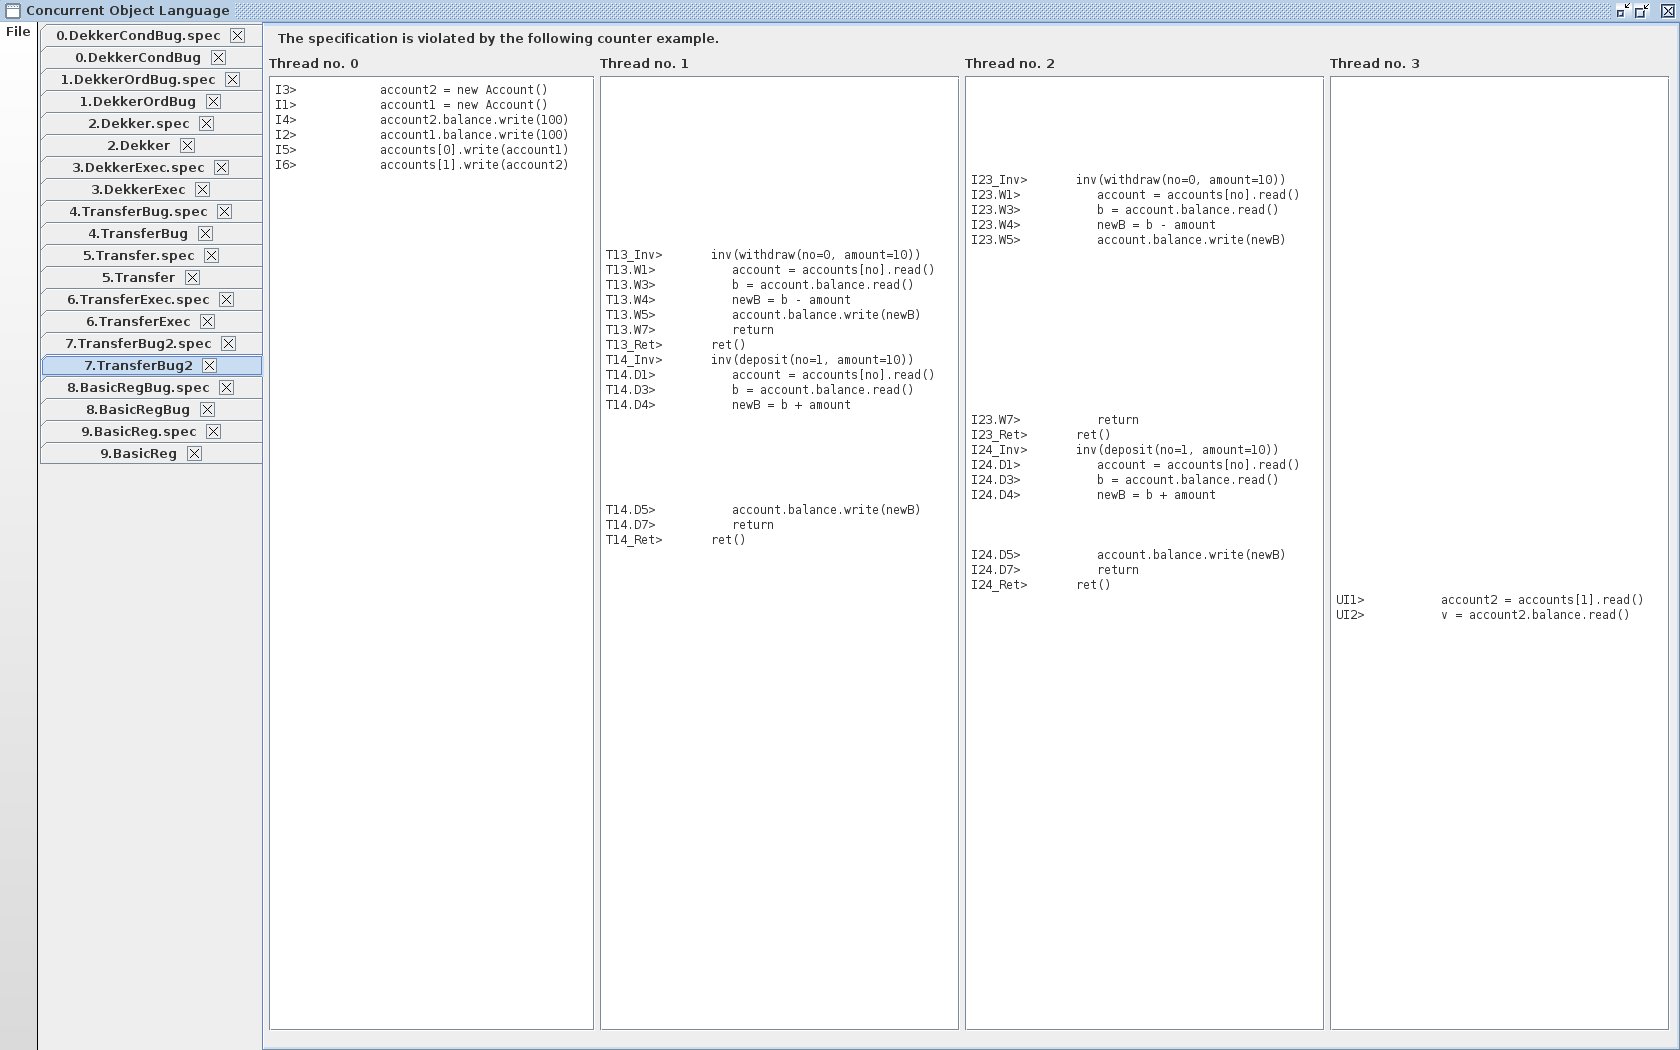 Concurrent Object Language
File
0.DekkerCondBug.spec
0.DekkerCondBug
1.DekkerOrdBug.spec
1.DekkerOrdBug
2.Dekker.spec
2.Dekker
3.DekkerExec.spec
3.DekkerExec
4.TransferBug.spec
4.TransferBug
5.Transfer.spec
5.Transfer
6.TransferExec.spec
6.TransferExec
7.TransferBug2.spec
7.TransferBug2
8.BasicRegBug.spec
8.BasicRegBug
9.BasicReg.spec
9.BasicReg
The specification is violated by the following counter example.
Thread no. 0
I3> account2 = new Account()
I1> account1 = new Account()
I4> account2.balance.write(100)
I2> account1.balance.write(100)
I5> accounts[0].write(account1)
I6> accounts[1].write(account2)
Thread no. 1
T13_Inv> inv(withdraw(no=0, amount=10))
T13.W1> account = accounts[no].read()
T13.W3> b = account.balance.read()
T13.W4> newB = b - amount
T13.W5> account.balance.write(newB)
T13.W7> return
T13_Ret> ret()
T14_Inv> inv(deposit(no=1, amount=10))
T14.D1> account = accounts[no].read()
T14.D3> b = account.balance.read()
T14.D4> newB = b + amount
T14.D5> account.balance.write(newB)
T14.D7> return
T14_Ret> ret()
Thread no. 2
I23_Inv> inv(withdraw(no=0, amount=10))
I23.W1> account = accounts[no].read()
I23.W3> b = account.balance.read()
I23.W4> newB = b - amount
I23.W5> account.balance.write(newB)
I23.W7> return
I23_Ret> ret()
I24_Inv> inv(deposit(no=1, amount=10))
I24.D1> account = accounts[no].read()
I24.D3> b = account.balance.read()
I24.D4> newB = b + amount
I24.D5> account.balance.write(newB)
I24.D7> return
I24_Ret> ret()
Thread no. 3
UI1> account2 = accounts[1].read()
UI2> v = account2.balance.read()